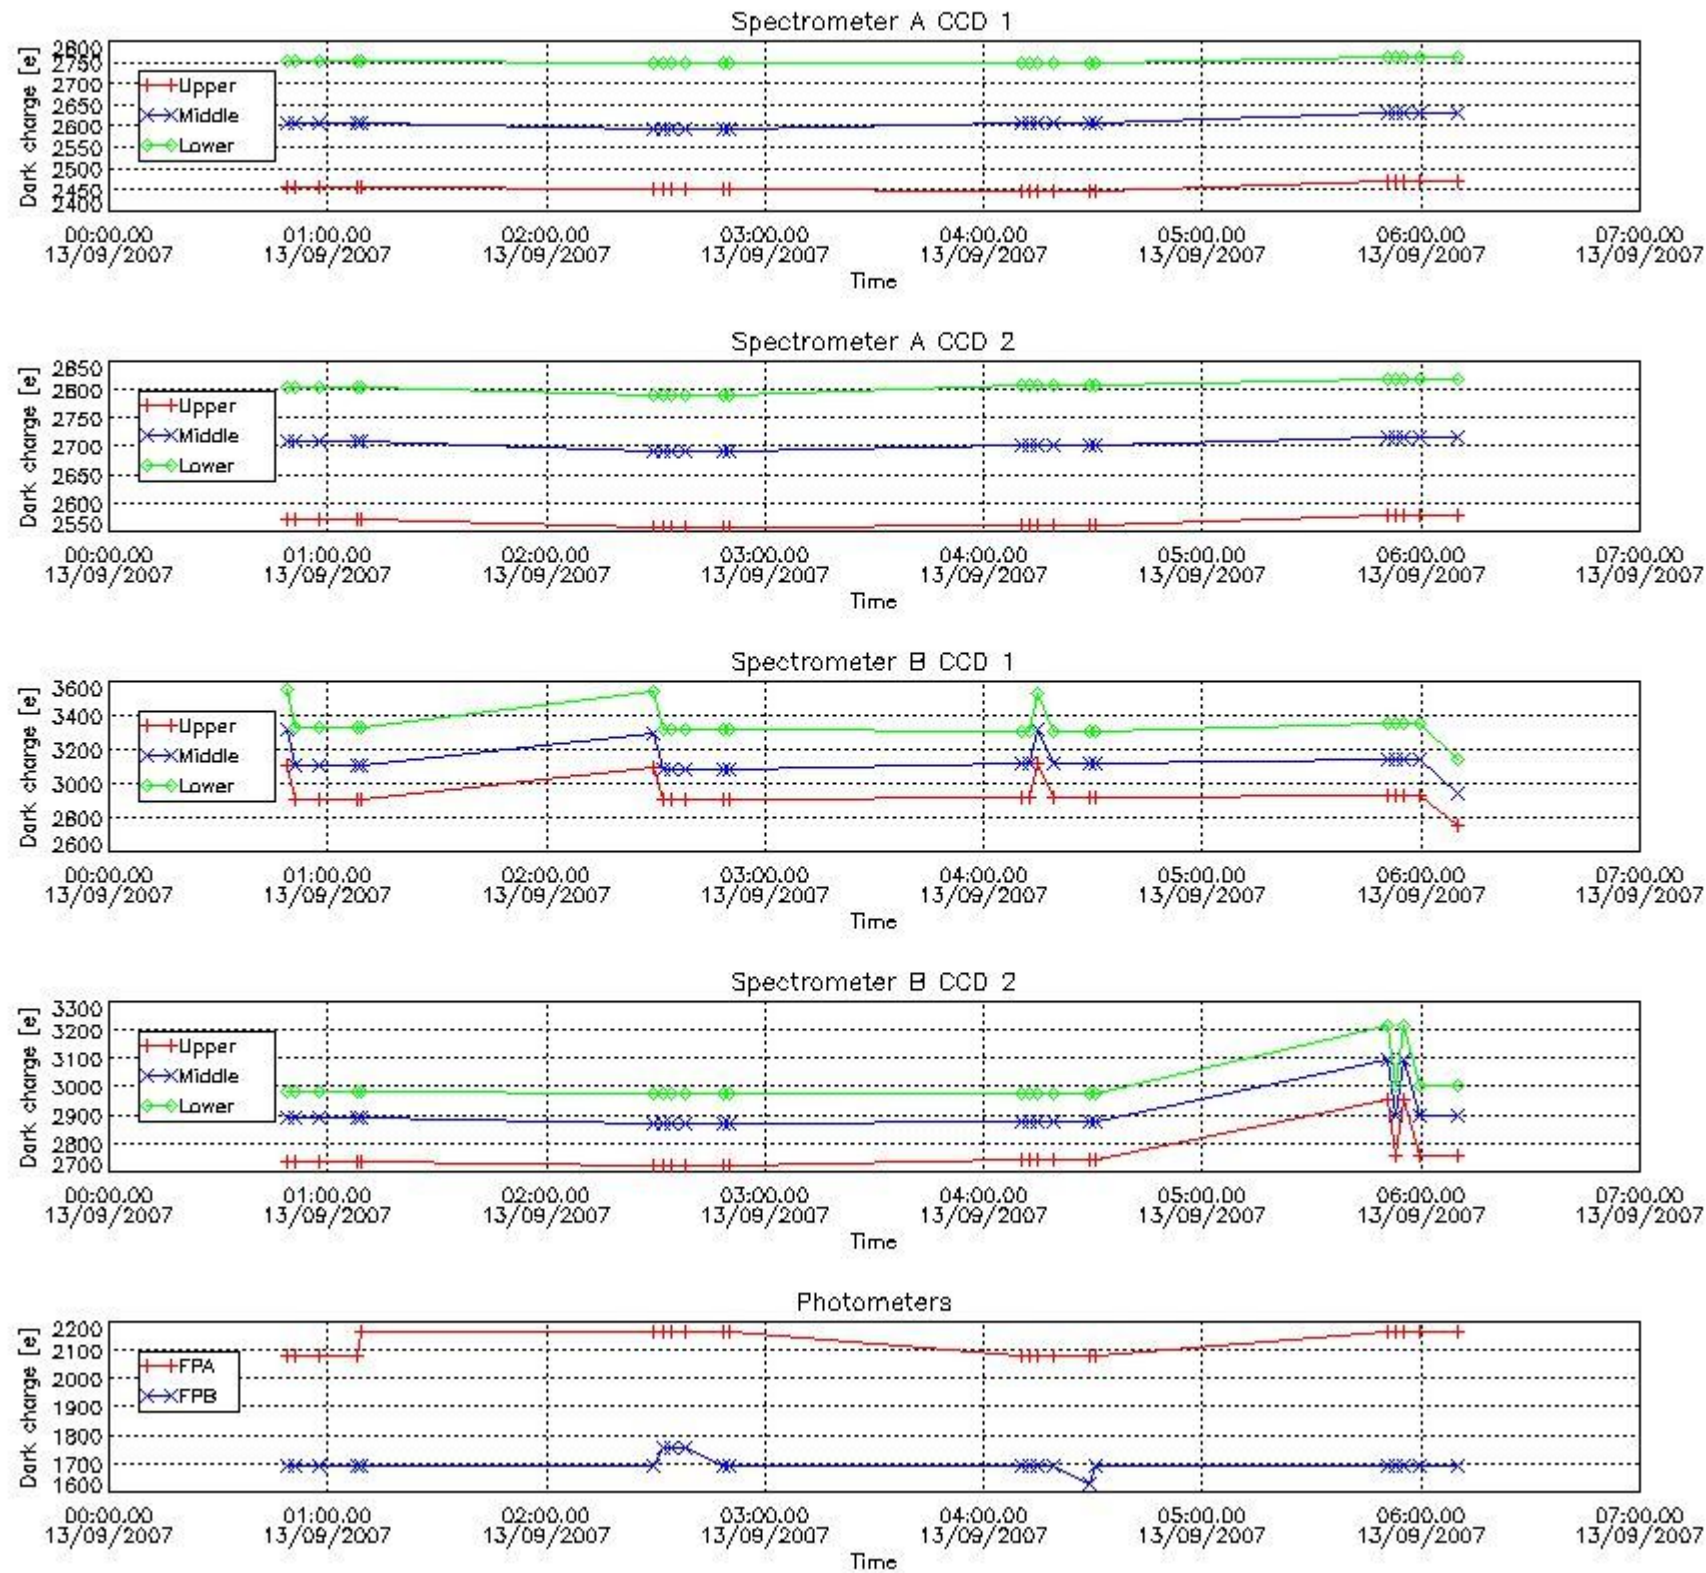 Spectrometer A CCD 1
Dark charge [e]
2800
2750
2700
2650
2600
2550
2500
2450
2400
Upper
Middle
Lower
00:00.00 01:00.00 02:00.00 03:00.00 04:00.00 05:00.00 06:00.00 07:00.00
13/09/2007 13/09/2007 13/09/2007 13/09/2007 13/09/2007 13/09/2007 13/09/2007 13/09/2007
Time
Spectrometer A CCD 2
Dark charge [e]
2850
2800
2750
2700
2650
2600
2550
Upper
Middle
Lower
00:00.00 01:00.00 02:00.00 03:00.00 04:00.00 05:00.00 06:00.00 07:00.00
13/09/2007 13/09/2007 13/09/2007 13/09/2007 13/09/2007 13/09/2007 13/09/2007 13/09/2007
Time
Spectrometer B CCD 1
Dark charge [e]
3600
3400
3200
3000
2800
2600
Upper
Middle
Lower
00:00.00 01:00.00 02:00.00 03:00.00 04:00.00 05:00.00 06:00.00 07:00.00
13/09/2007 13/09/2007 13/09/2007 13/09/2007 13/09/2007 13/09/2007 13/09/2007 13/09/2007
Time
Spectrometer B CCD 2
Dark charge [e]
3300
3200
3100
3000
2900
2800
2700
Upper
Middle
Lower
00:00.00 01:00.00 02:00.00 03:00.00 04:00.00 05:00.00 06:00.00 07:00.00
13/09/2007 13/09/2007 13/09/2007 13/09/2007 13/09/2007 13/09/2007 13/09/2007 13/09/2007
Time
Photometers
Dark charge [e]
2200
2100
2000
1900
1800
1700
1600
FPA
FPB
00:00.00 01:00.00 02:00.00 03:00.00 04:00.00 05:00.00 06:00.00 07:00.00
13/09/2007 13/09/2007 13/09/2007 13/09/2007 13/09/2007 13/09/2007 13/09/2007 13/09/2007
Time